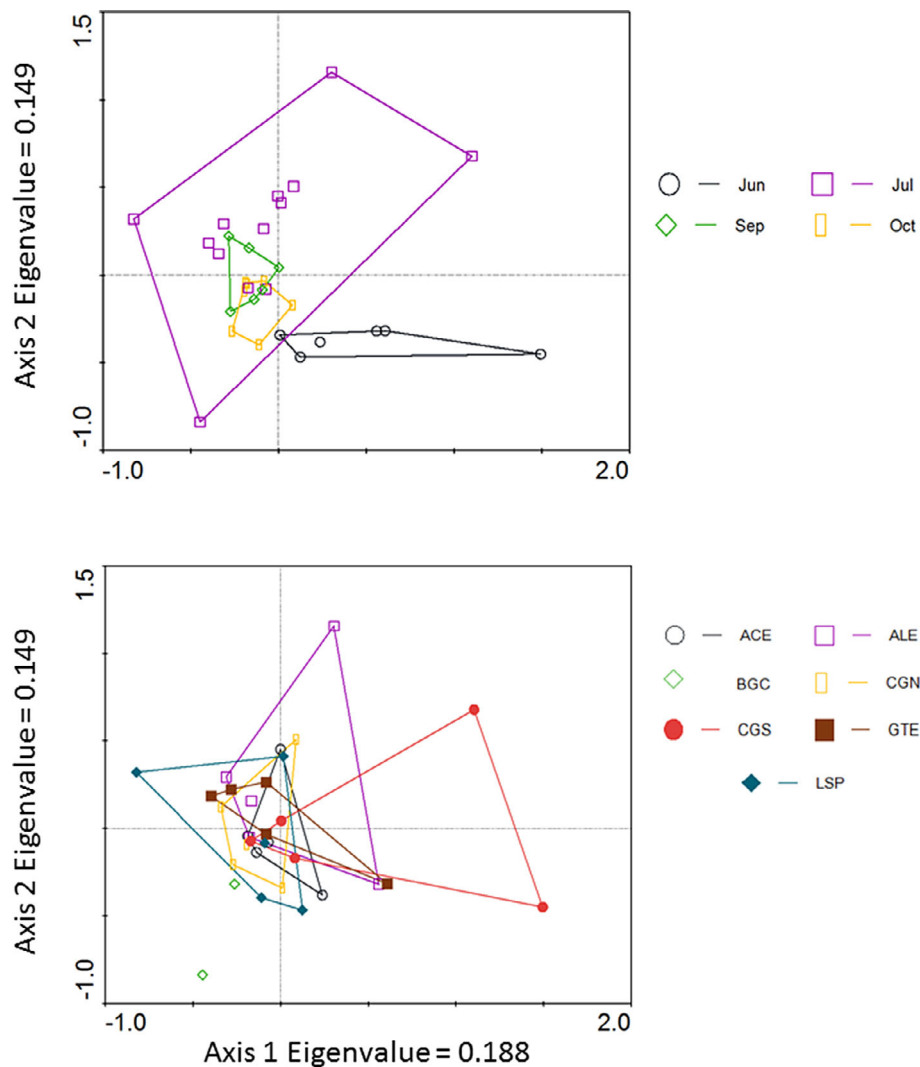 1.5
Axis 2 Eigenvalue = 0.149
-1.0
-1.0 2.0
Jun Jul
Sep Oct
1.5
Axis 2 Eigenvalue = 0.149
-1.0
-1.0 2.0
Axis 1 Eigenvalue = 0.188
ACE ALE
BGC CGN
CGS GTE
LSP